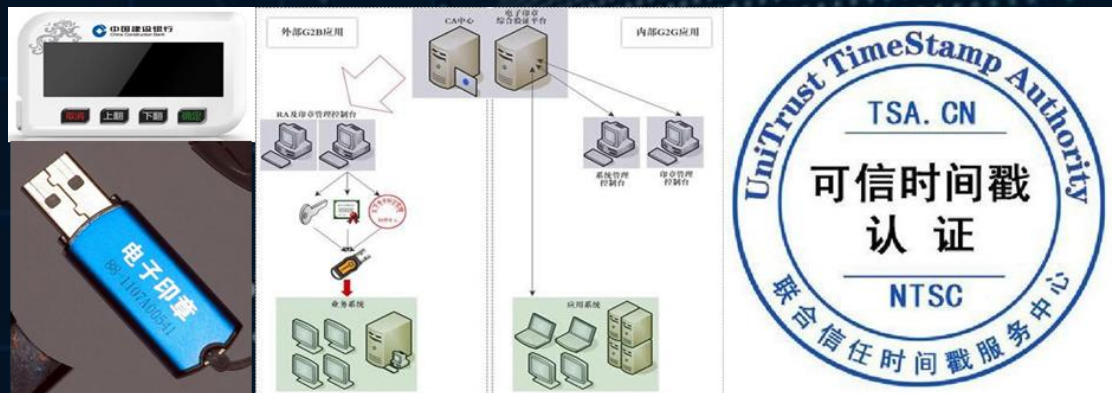 中国建设银行
China Construction Bank
取消
上翻
下翻
确定
电子印章
88-1107A00541
外部G2B应用
CA中心
电子印章
综合验证平台
内部G2G应用
RA及印章管理控制台
系统管理
控制台
印章管理
控制台
业务系统
应用系统
UniTrust TimeStamp Authority
TSA.CN
可信时间戳
认证
NTSC
联合信任时间戳服务中心